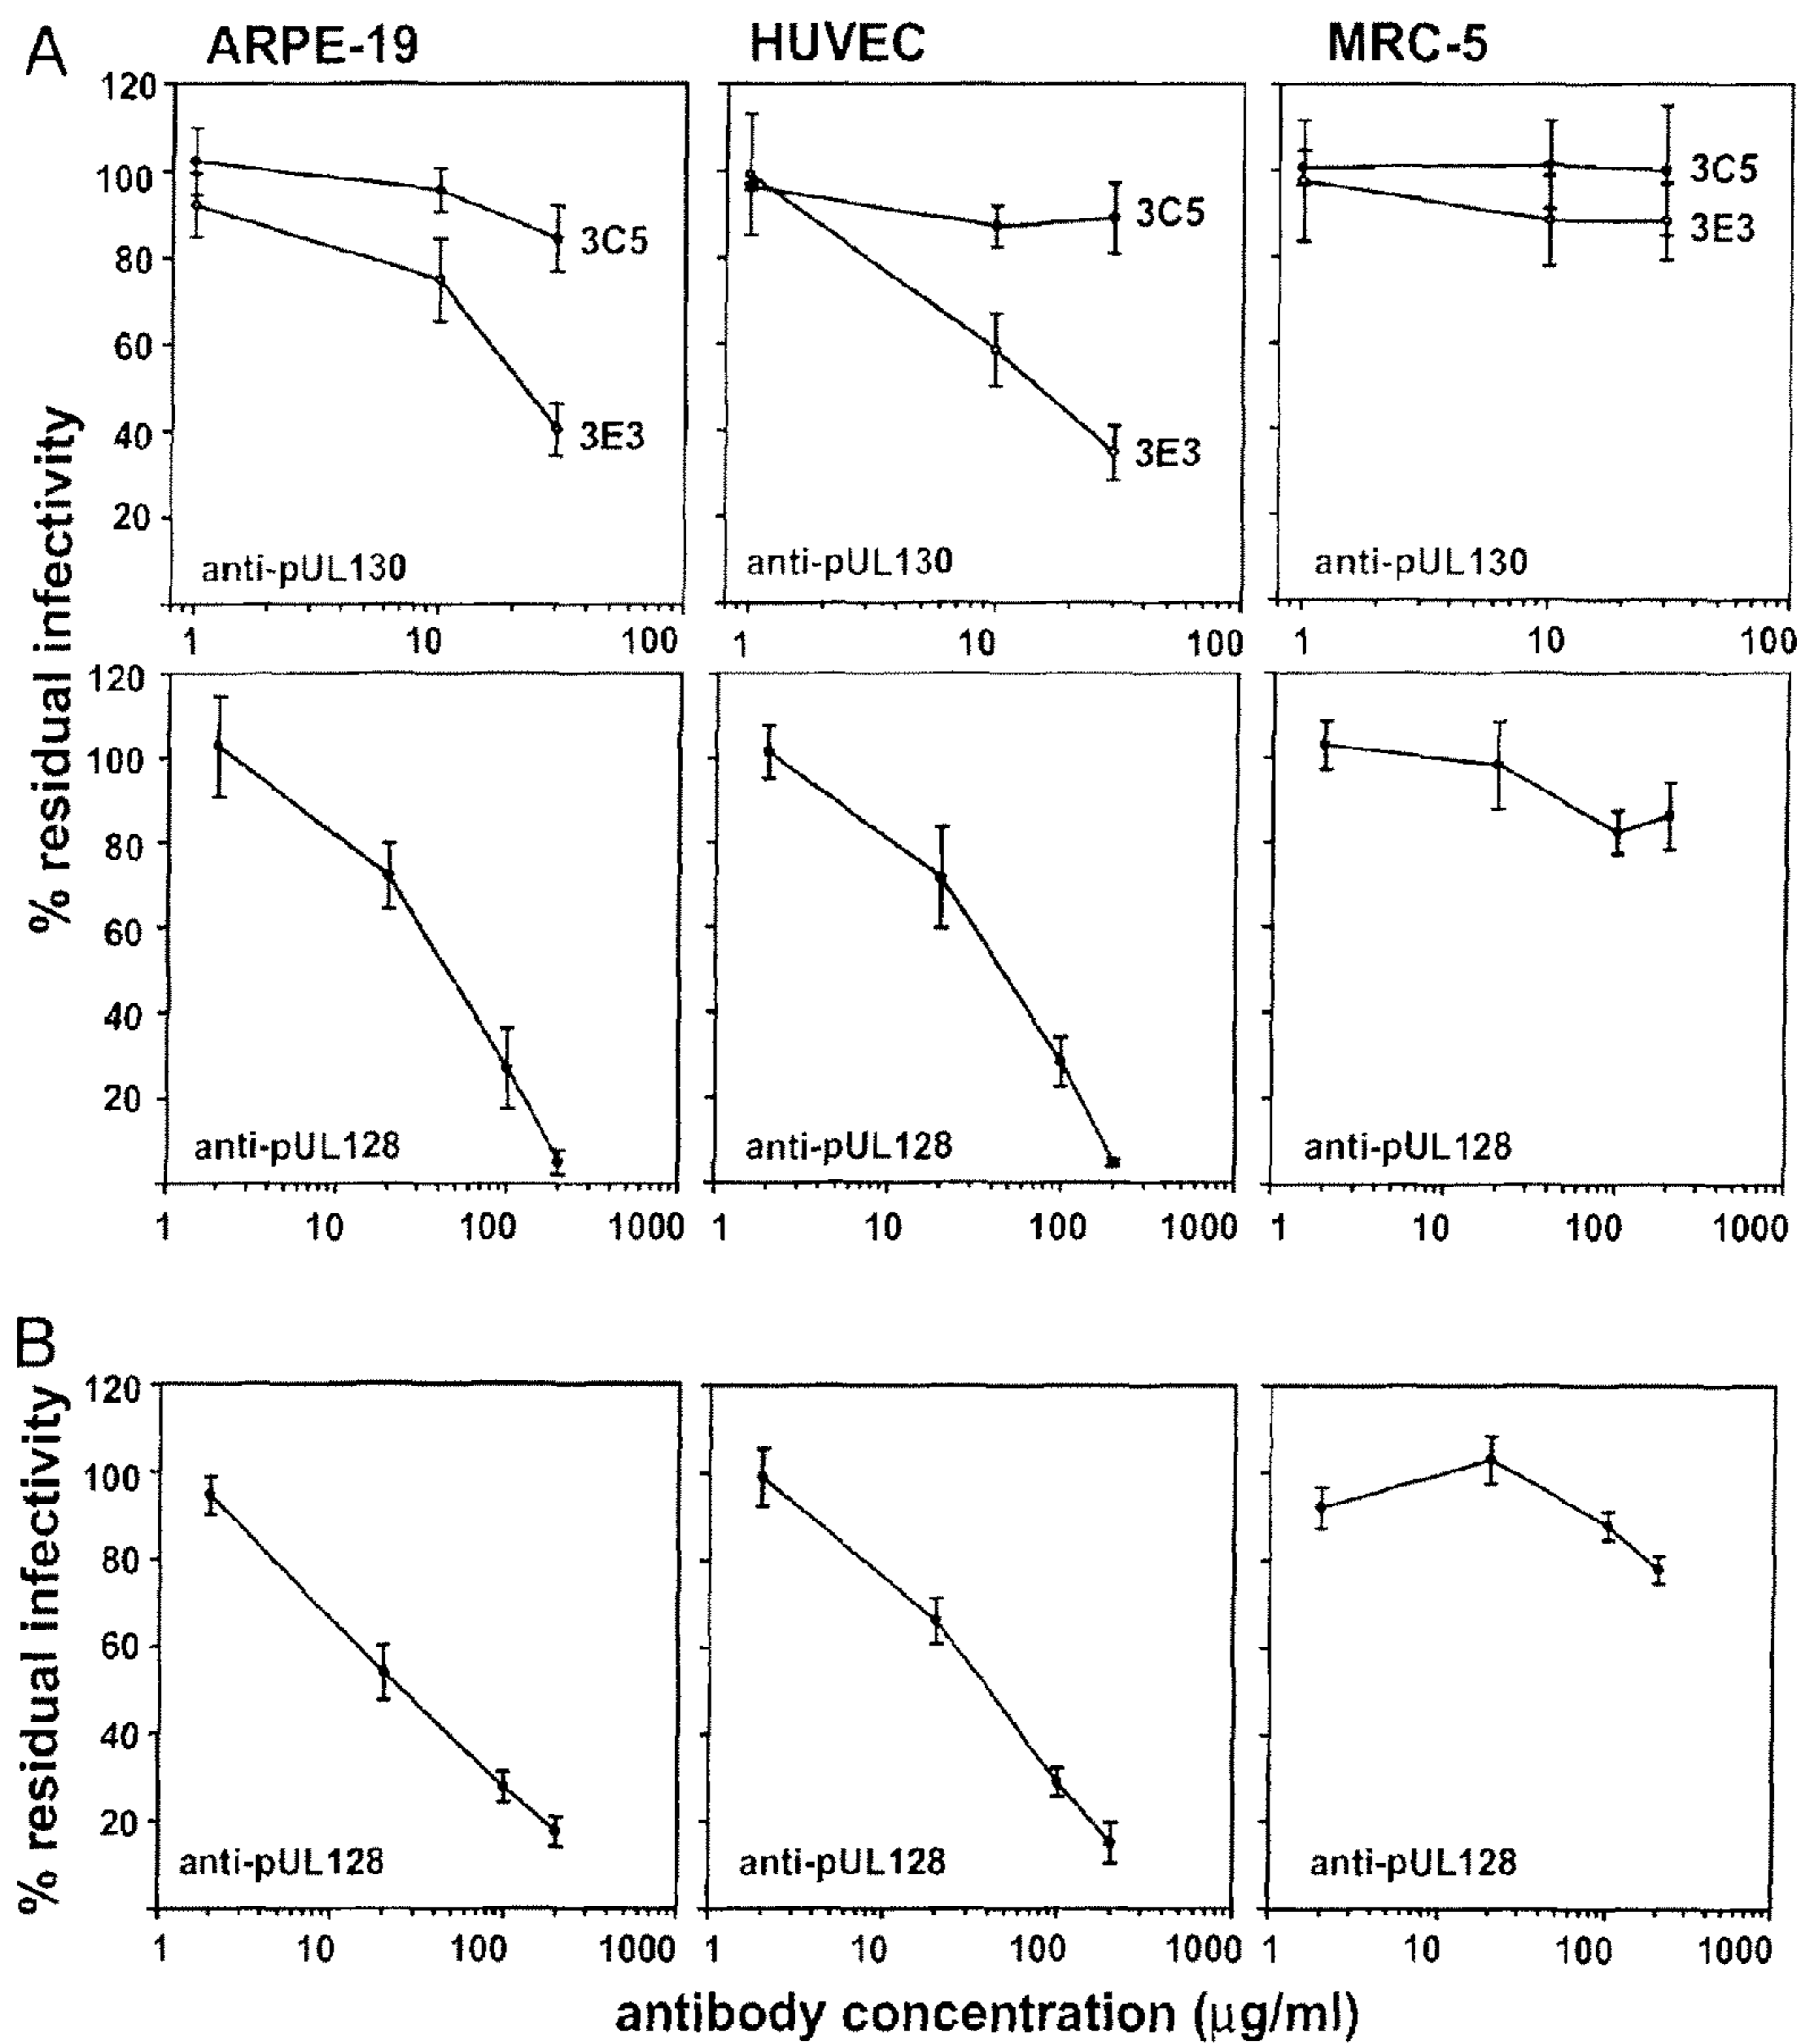 A
ARPE-19 HUVEC MRC-5
% residual infectivity
120
100
80
60
40
20
3C5
3E3
anti-pUL130
1 10 100
3C5
3E3
anti-pUL130
1 10 100
3C5
3E3
anti-pUL130
1 10 100
120
100
80
60
40
20
anti-pUL128
1 10 100 1000
anti-pUL128
1 10 100 1000
anti-pUL128
1 10 100 1000
B
% residual infectivity
120
100
80
60
40
20
anti-pUL128
1 10 100 1000
anti-pUL128
1 10 100 1000
anti-pUL128
1 10 100 1000
antibody concentration (μg/ml)